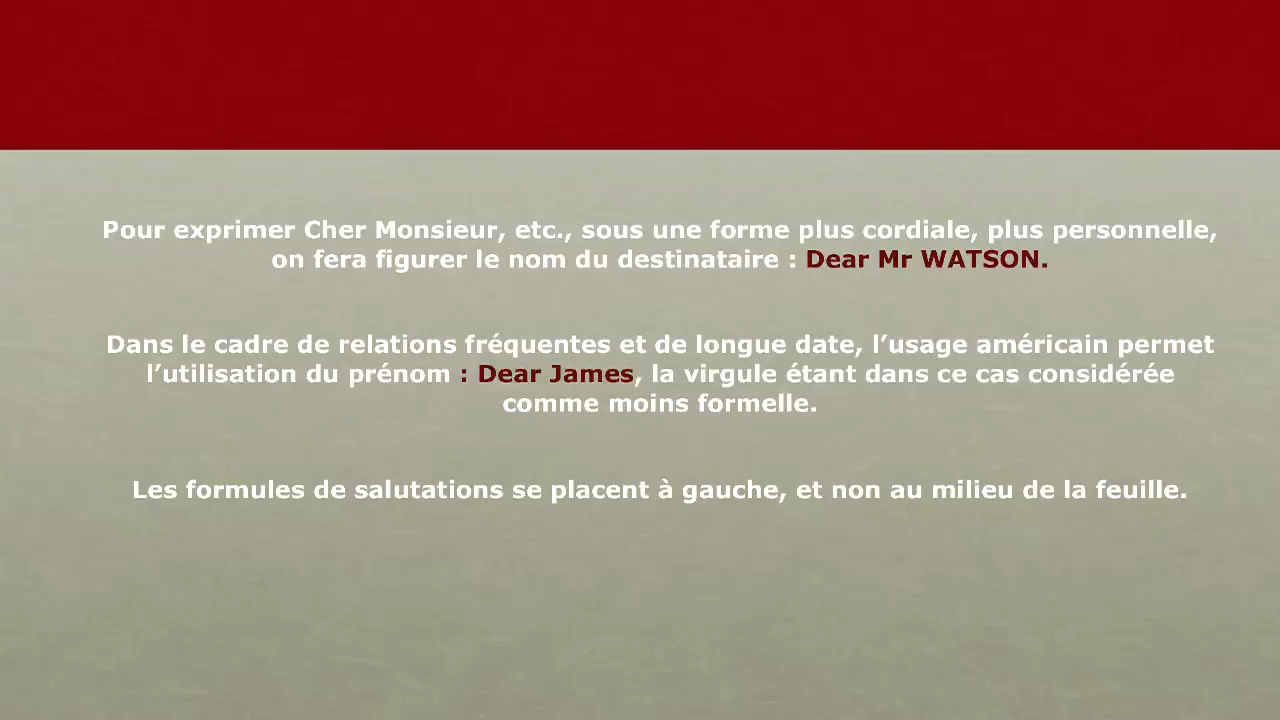 Pour exprimer Cher Monsieur, etc., sous une forme plus cordiale, plus personnelle,
on fera figurer le nom du destinataire : Dear Mr WATSON.
Dans le cadre de relations fréquentes et de longue date, l’usage américain permet
l’utilisation du prénom : Dear James, la virgule étant dans ce cas considérée
comme moins formelle.
Les formules de salutations se placent à gauche, et non au milieu de la feuille.